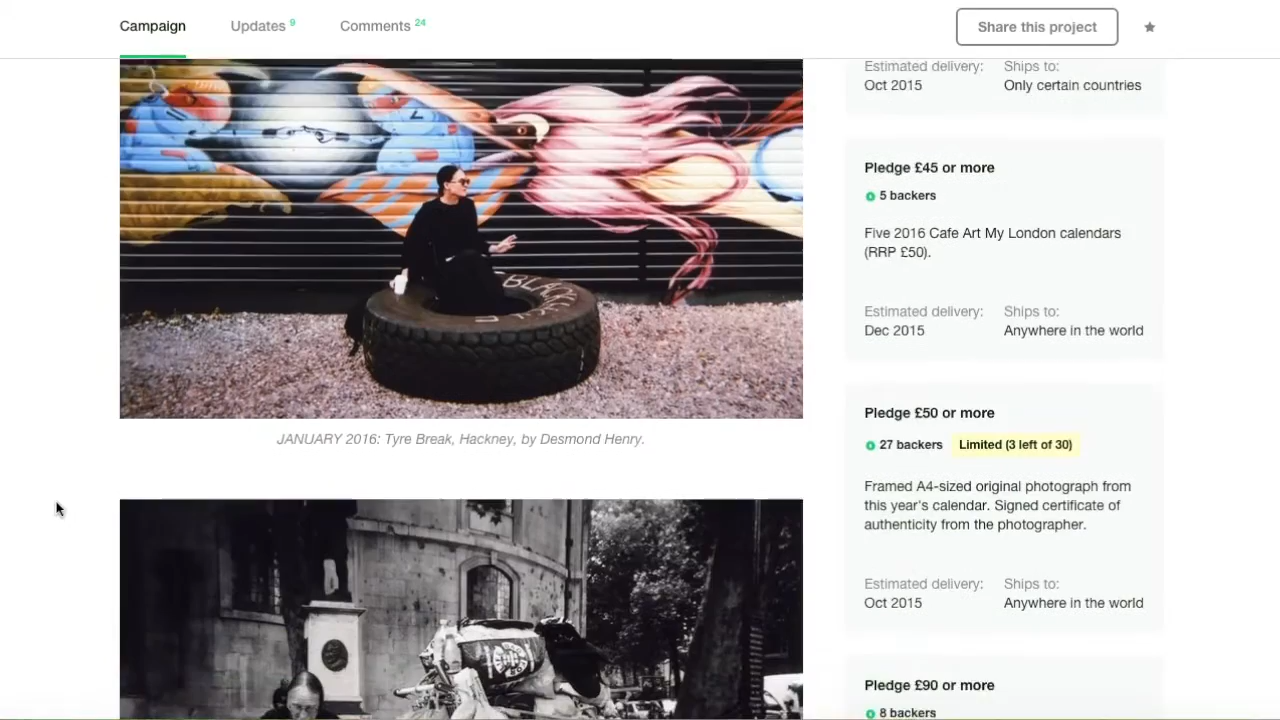 Campaign
Updates 9
Comments 24
Share this project
BLACK
JANUARY 2016: Tyre Break, Hackney, by Desmond Henry.
Estimated delivery:
Oct 2015
Ships to:
Only certain countries
Pledge £45 or more
5 backers
Five 2016 Cafe Art My London calendars
(RRP £50).
Estimated delivery:
Dec 2015
Ships to:
Anywhere in the world
Pledge £50 or more
27 backers
Limited (3 left of 30)
Framed A4-sized original photograph from
this year's calendar. Signed certificate of
authenticity from the photographer.
Estimated delivery:
Oct 2015
Ships to:
Anywhere in the world
Pledge £90 or more
8 backers